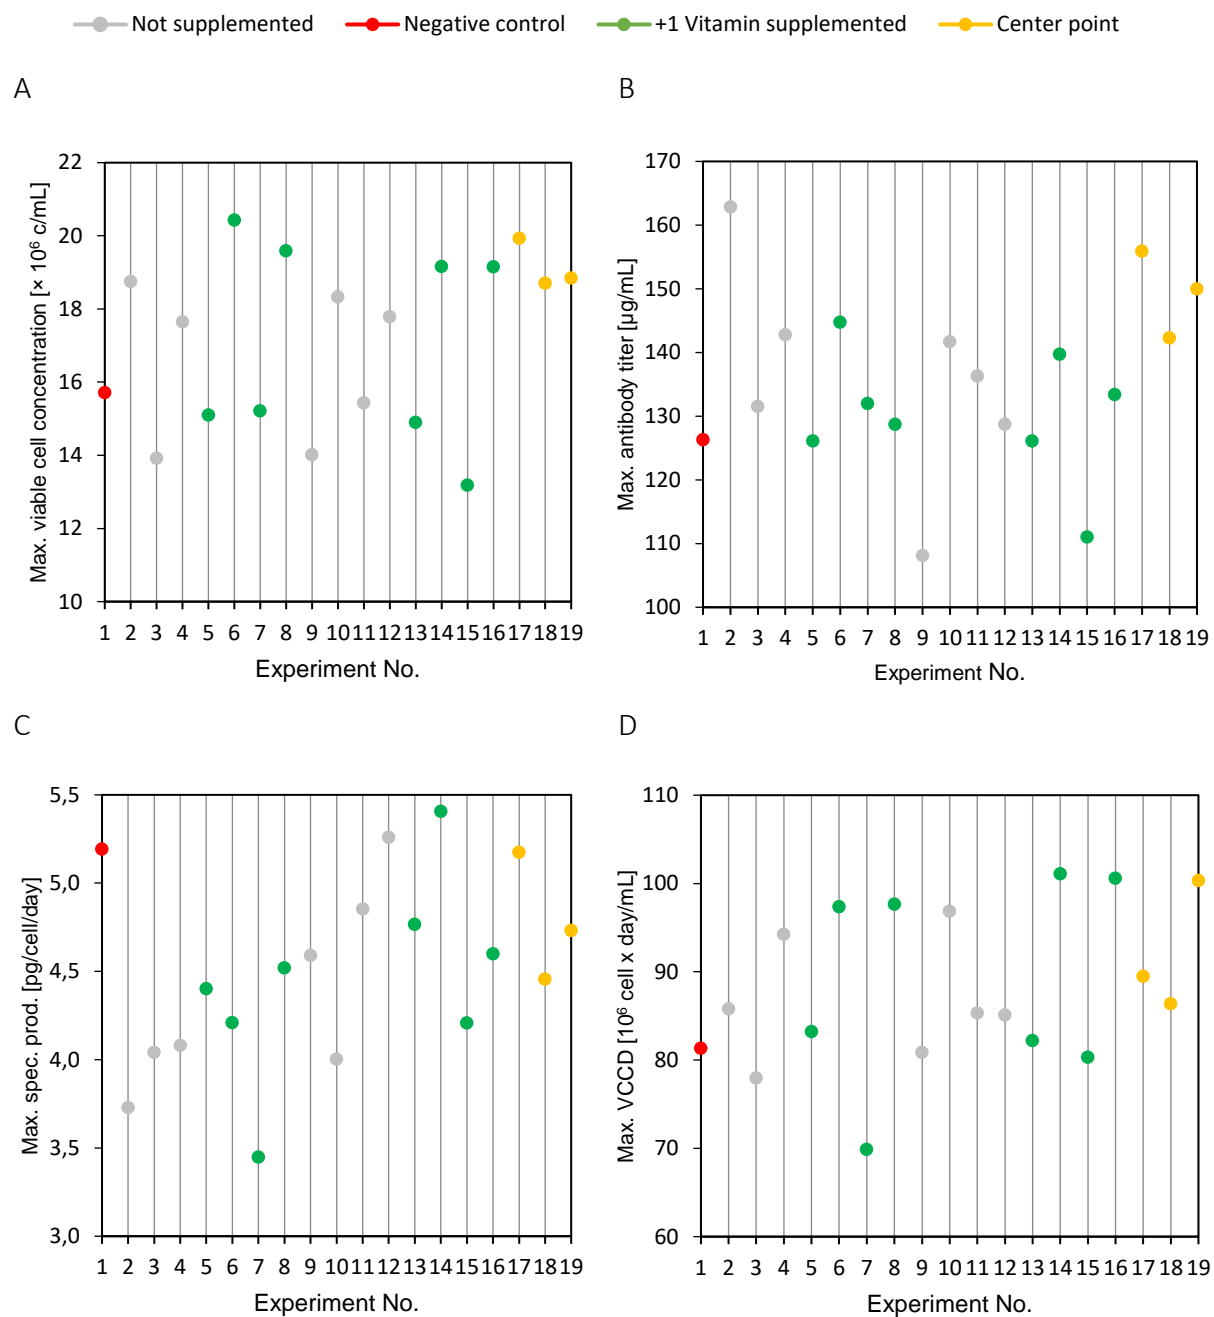 Not supplemented Negative control +1 Vitamin supplemented Center point
A
Max. viable cell concentration [× 10⁶ c/mL]
22
20
18
16
14
12
10
1 2 3 4 5 6 7 8 9 10 11 12 13 14 15 16 17 18 19
Experiment No.
B
Max. antibody titer [µg/mL]
170
160
150
140
130
120
110
100
1 2 3 4 5 6 7 8 9 10 11 12 13 14 15 16 17 18 19
Experiment No.
C
Max. spec. prod. [pg/cell/day]
5,5
5,0
4,5
4,0
3,5
3,0
1 2 3 4 5 6 7 8 9 10 11 12 13 14 15 16 17 18 19
Experiment No.
D
Max. VCCD [10⁶ cell x day/mL]
110
100
90
80
70
60
1 2 3 4 5 6 7 8 9 10 11 12 13 14 15 16 17 18 19
Experiment No.